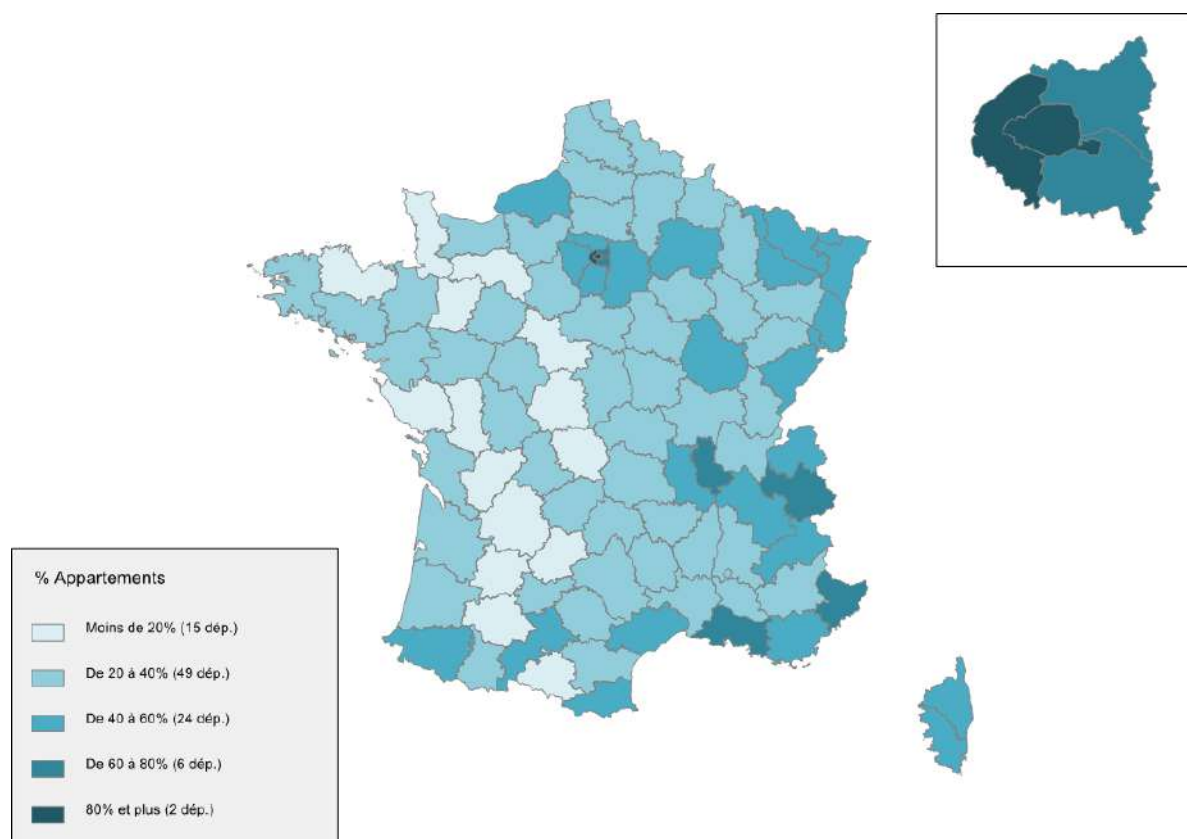 % Appartements
Moins de 20% (15 dép.)
De 20 à 40% (49 dép.)
De 40 à 60% (24 dép.)
De 60 à 80% (6 dép.)
80% et plus (2 dép.)